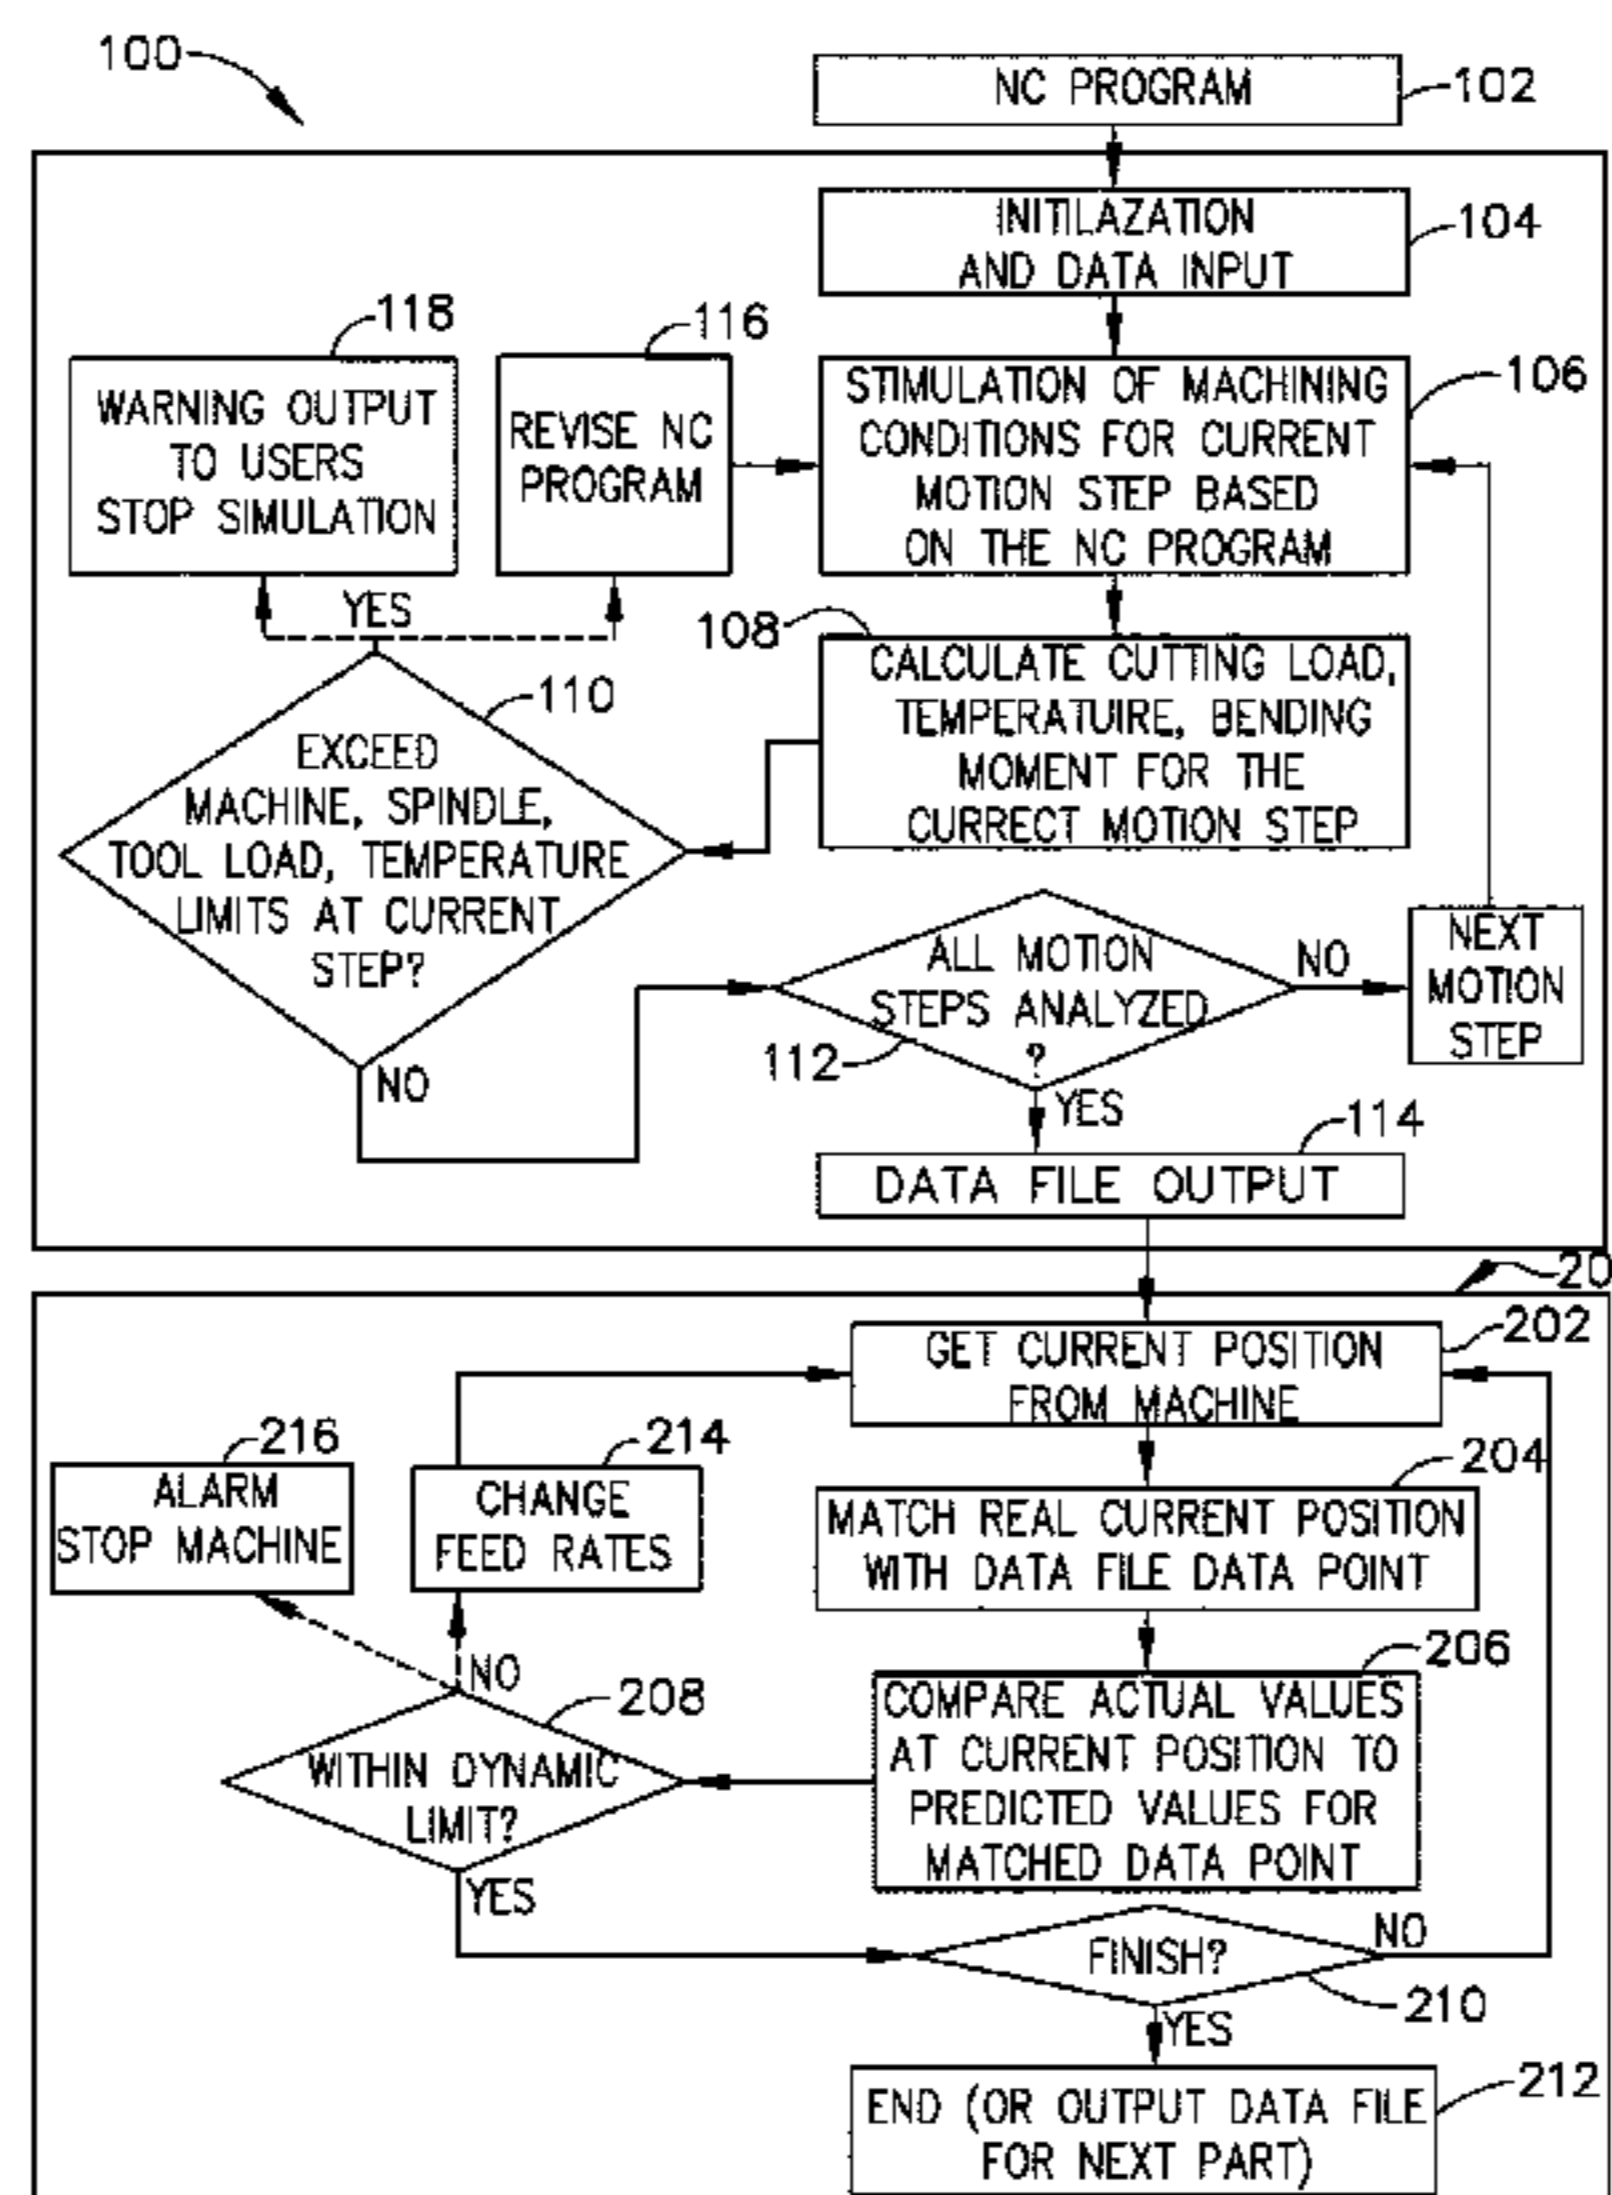 100
NC PROGRAM
102
INITILAZATION
AND DATA INPUT
104
118
WARNING OUTPUT
TO USERS
STOP SIMULATION
116
REVISE NC
PROGRAM
STIMULATION OF MACHINING
CONDITIONS FOR CURRENT
MOTION STEP BASED
ON THE NC PROGRAM
106
YES
108
CALCULATE CUTTING LOAD,
TEMPERATUIRE, BENDING
MOMENT FOR THE
CURRECT MOTION STEP
110
EXCEED
MACHINE, SPINDLE,
TOOL LOAD, TEMPERATURE
LIMITS AT CURRENT
STEP?
NO
ALL MOTION
STEPS ANALYZED
?
112
NO
NEXT
MOTION
STEP
YES
114
DATA FILE OUTPUT
20
GET CURRENT POSITION
FROM MACHINE
202
216
ALARM
STOP MACHINE
214
CHANGE
FEED RATES
204
MATCH REAL CURRENT POSITION
WITH DATA FILE DATA POINT
NO
208
WITHIN DYNAMIC
LIMIT?
YES
206
COMPARE ACTUAL VALUES
AT CURRENT POSITION TO
PREDICTED VALUES FOR
MATCHED DATA POINT
FINISH?
NO
210
YES
END (OR OUTPUT DATA FILE
FOR NEXT PART)
212